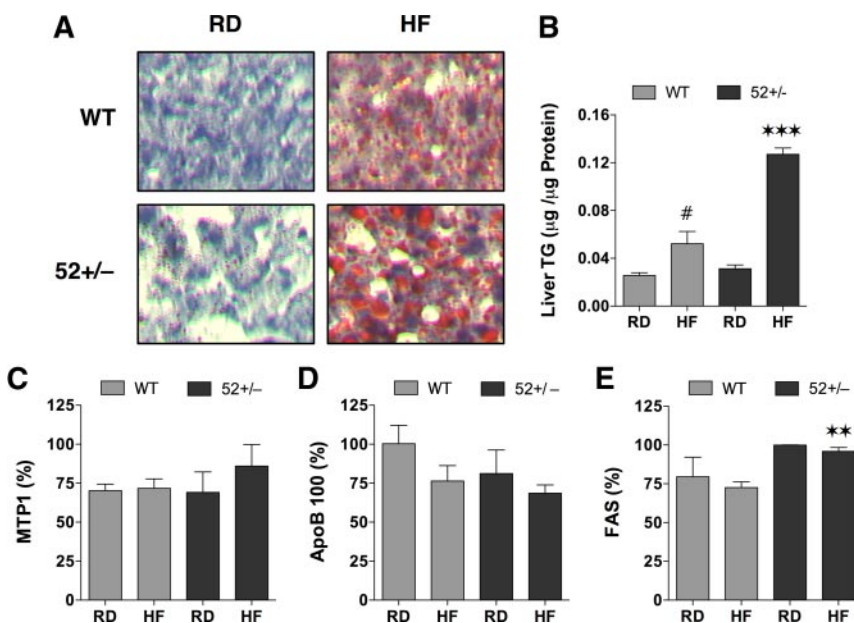 A
RD
HF
WT
52+/–
B
WT
52+/-
Liver TG (µg /µg Protein)
0.16
0.12
0.08
0.04
0.00
#
✶✶✶
RD
HF
RD
HF
C
WT
52+/–
MTP1 (%)
125
100
75
50
25
0
RD
HF
RD
HF
D
WT
52+/ –
ApoB 100 (%)
125
100
75
50
25
0
RD
HF
RD
HF
E
WT
52+/–
FAS (%)
125
100
75
50
25
0
✶✶
RD
HF
RD
HF